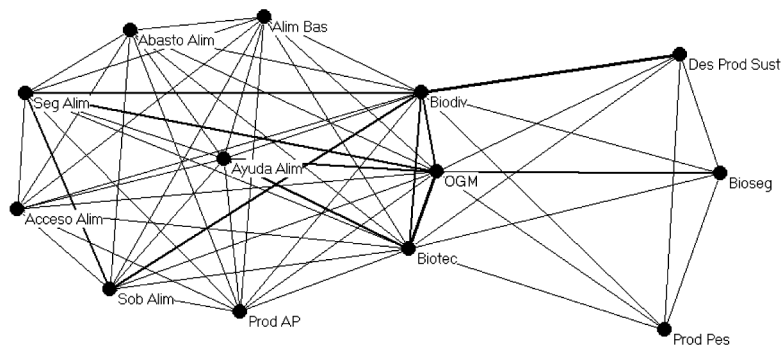 Alim Bas
Abasto Alim
Des Prod Sust
Seg Alim
Biodiv
Ayuda Alim
OGM
Bioseg
Acceso Alim
Biotec
Sob Alim
Prod AP
Prod Pes